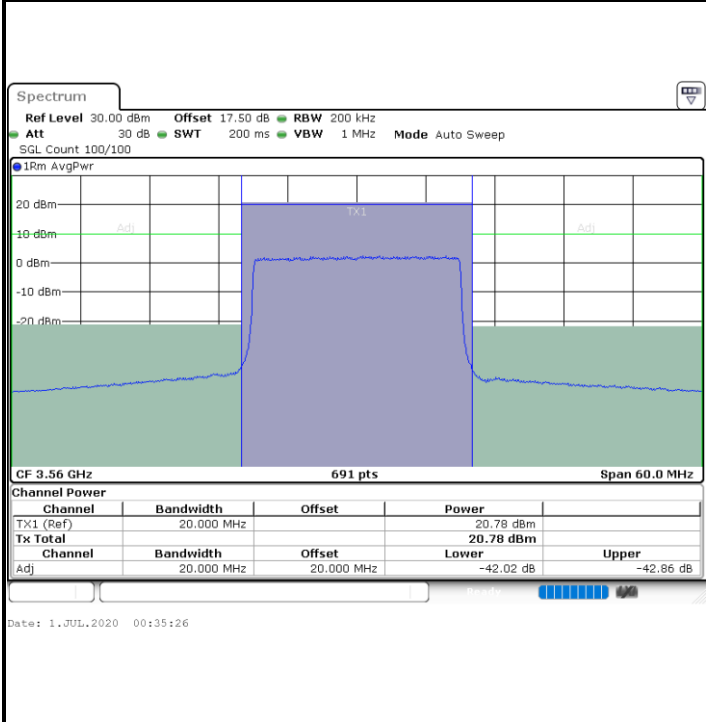 Spectrum
Ref Level 30.00 dBm Offset 17.50 dB RBW 200 kHz
Att 30 dB SWT 200 ms VBW 1 MHz Mode Auto Sweep
SGL Count 100/100
1Rm AvgPwr
20 dBm
TX1
Adj Adj
10 dBm
0 dBm
-10 dBm
-20 dBm
CF 3.56 GHz 691 pts Span 60.0 MHz
Channel Power
Channel Bandwidth Offset Power
TX1 (Ref) 20.000 MHz 20.78 dBm
Tx Total 20.78 dBm
Channel Bandwidth Offset Lower Upper
Adj 20.000 MHz 20.000 MHz -42.02 dB -42.86 dB
Ready
Date: 1.JUL.2020 00:35:26